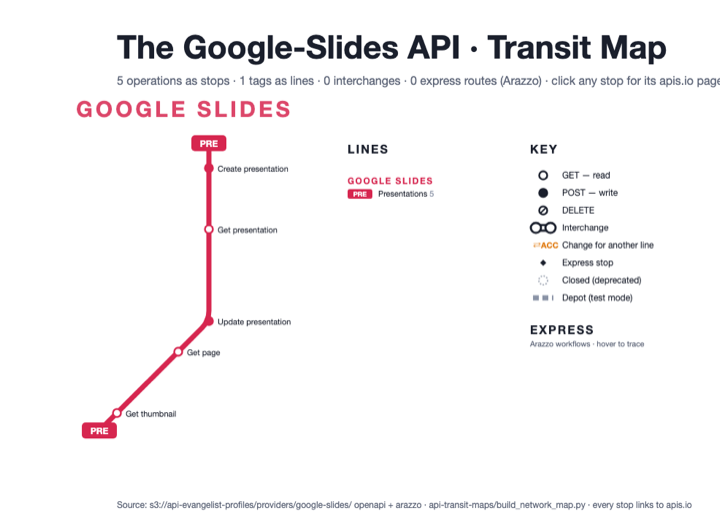 The Google-Slides API · Transit Map
5 operations as stops · 1 tags as lines · 0 interchanges · 0 express routes (Arazzo) · click any stop for its apis.io page
GOOGLE SLIDES
PRE
Create presentation
Get presentation
Update presentation
Get page
Get thumbnail
PRE
LINES
GOOGLE SLIDES
PRE Presentations 5
KEY
GET — read
POST — write
DELETE
Interchange
⇄ACC Change for another line
Express stop
Closed (deprecated)
Depot (test mode)
EXPRESS
Arazzo workflows · hover to trace
Source: s3://api-evangelist-profiles/providers/google-slides/ openapi + arazzo · api-transit-maps/build_network_map.py · every stop links to apis.io